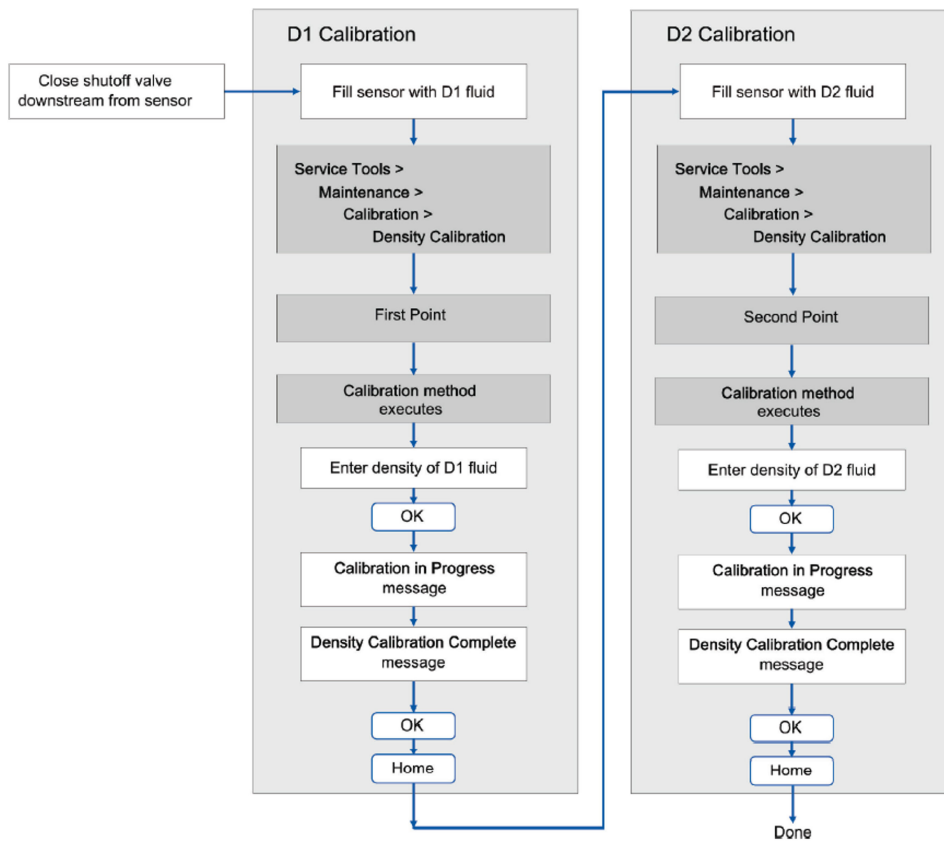 D1 Calibration
Close shutoff valve
downstream from sensor
Fill sensor with D1 fluid
Service Tools >
Maintenance >
Calibration >
Density Calibration
First Point
Calibration method
executes
Enter density of D1 fluid
OK
Calibration in Progress
message
Density Calibration Complete
message
OK
Home
D2 Calibration
Fill sensor with D2 fluid
Service Tools >
Maintenance >
Calibration >
Density Calibration
Second Point
Calibration method
executes
Enter density of D2 fluid
OK
Calibration in Progress
message
Density Calibration Complete
message
OK
Home
Done